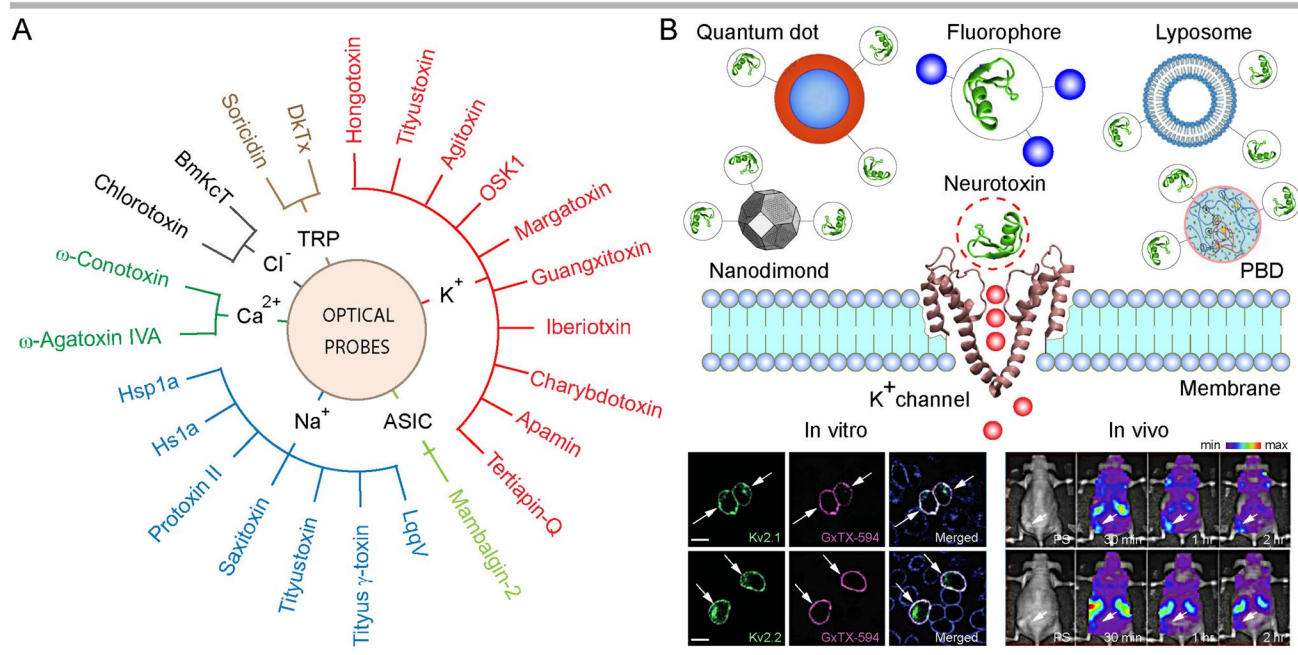 A
Hongotoxin
Tityustoxin
Agitoxin
OSK1
Margatoxin
Guangxitoxin
Iberiotxin
Charybdotoxin
Apamin
Tertiapin-Q
K+
DkTx
Soricidin
TRP
BmKcT
Chlorotoxin
Cl-
ω-Conotoxin
ω-Agatoxin IVA
Ca2+
OPTICAL
PROBES
Hsp1a
Hs1a
Protoxin II
Saxitoxin
Tityustoxin
Tityus γ-toxin
LqqV
Na+
ASIC
Mambalgin-2
B
Quantum dot
Fluorophore
Lyposome
Neurotoxin
Nanodimond
PBD
K+ channel
Membrane
In vitro
In vivo
min
max
Kv2.1
GxTX-594
Merged
PS
30 min
1 hr
2 hr
Kv2.2
GxTX-594
Merged
PS
30 min
1 hr
2 hr